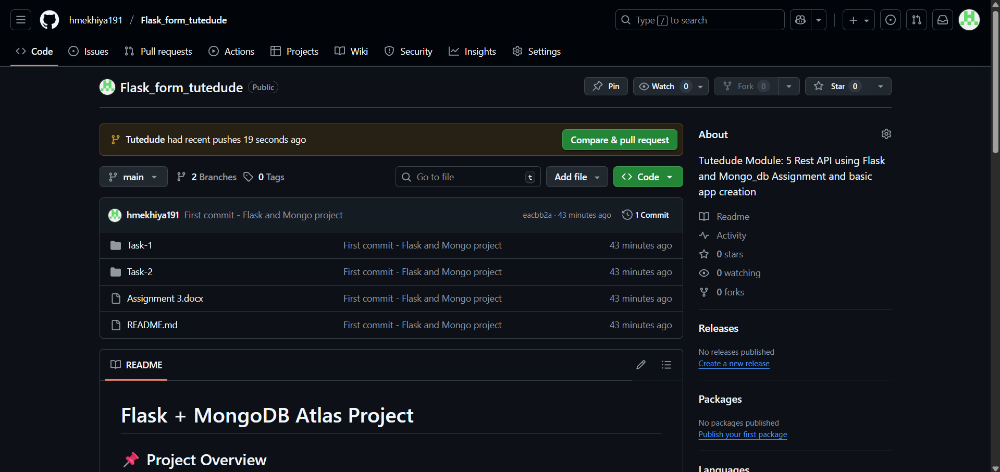 hmekhiya191 / Flask_form_tutedude
Type / to search
Code Issues Pull requests Actions Projects Wiki Security Insights Settings
Flask_form_tutedude Public
Pin Watch 0 Fork 0 Star 0
Tutedude had recent pushes 19 seconds ago
Compare & pull request
main 2 Branches 0 Tags
Go to file t Add file Code
hmekhiya191 First commit - Flask and Mongo project eacbb2a · 43 minutes ago 1 Commit
Task-1 First commit - Flask and Mongo project 43 minutes ago
Task-2 First commit - Flask and Mongo project 43 minutes ago
Assignment 3.docx First commit - Flask and Mongo project 43 minutes ago
README.md First commit - Flask and Mongo project 43 minutes ago
README
Flask + MongoDB Atlas Project
Project Overview
About
Tutedude Module: 5 Rest API using Flask
and Mongo_db Assignment and basic
app creation
Readme
Activity
0 stars
0 watching
0 forks
Releases
No releases published
Create a new release
Packages
No packages published
Publish your first package
Languages